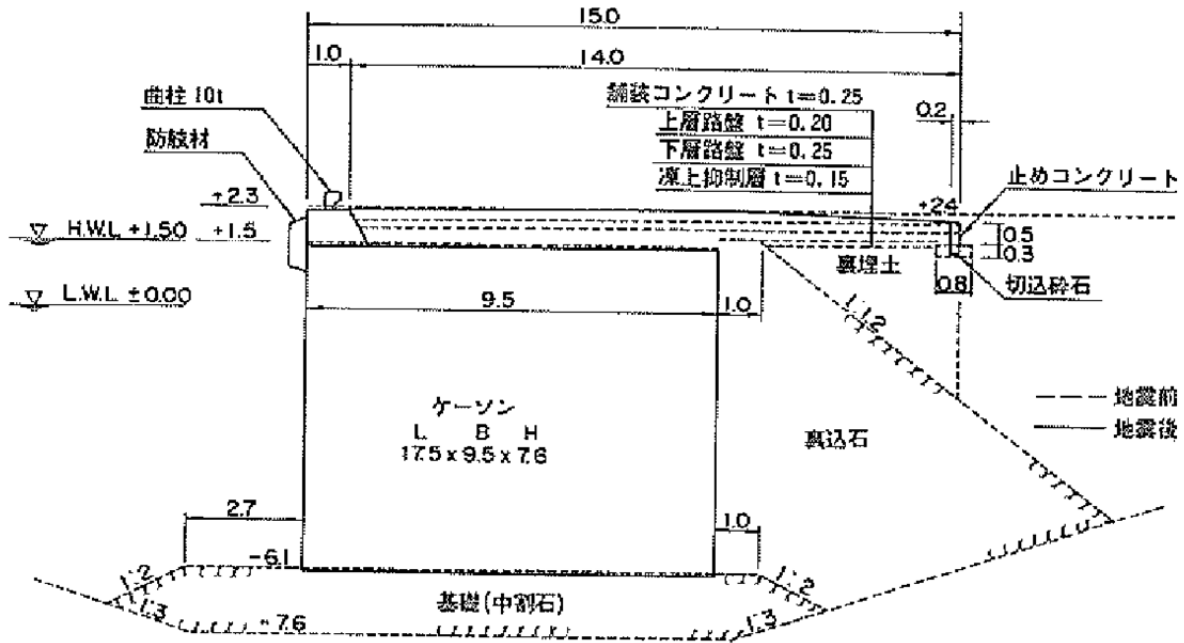 15.0
1.0
14.0
曲柱 10t
舗装コンクリート t=0.25
0.2
上層路盤 t=0.20
防舷材
下層路盤 t=0.25
凍上抑制層 t=0.15
止めコンクリート
+2.3
+2.4
H.W.L. +1.50
+1.5
0.5
0.3
裏埋土
0.8
切込砕石
L.W.L. ±0.00
9.5
1.0
1:1.2
ケーソン
L B H
17.5x9.5x7.6
裏込石
地震前
地震後
2.7
1.0
-6.1
1:2
1:2
1:3
基礎(中割石)
1:3
-7.6